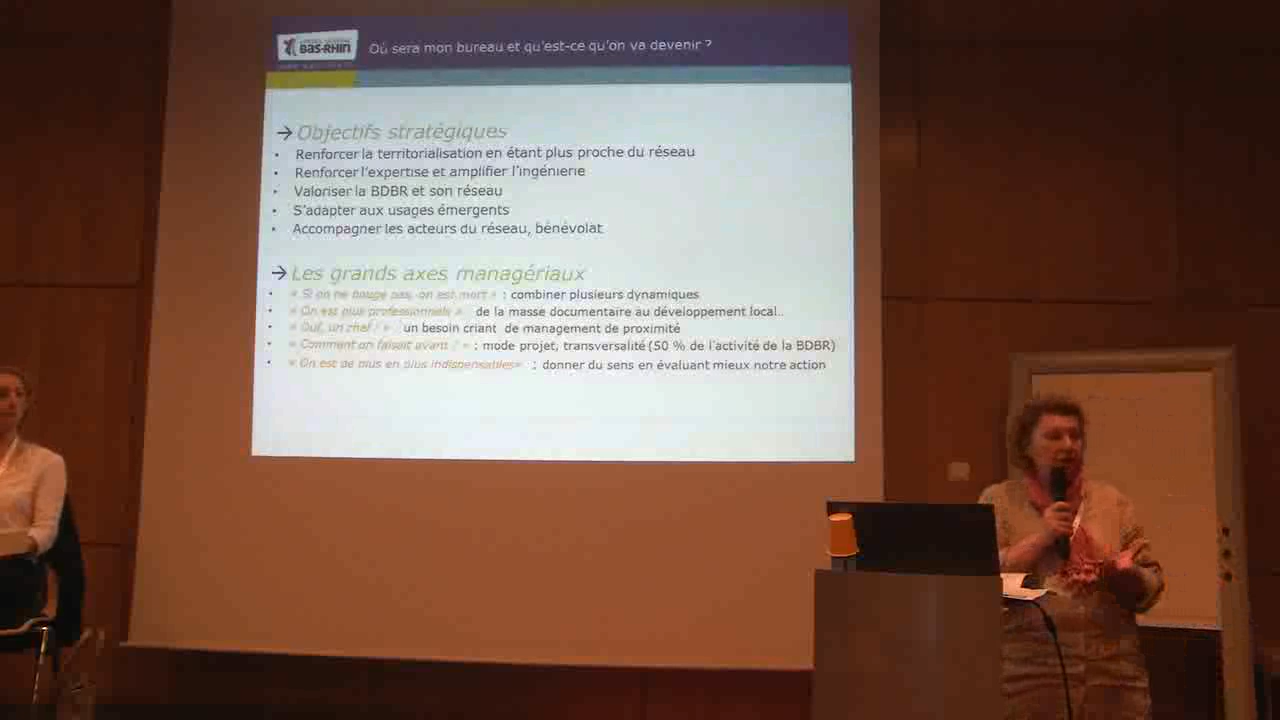 BAS-RHIN
Où sera mon bureau et qu'est-ce qu'on va devenir ?
→ Objectifs stratégiques
• Renforcer la territorialisation en étant plus proche du réseau
• Renforcer l'expertise et amplifier l'ingénierie
• Valoriser la BDBR et son réseau
• S'adapter aux usages émergents
• Accompagner les acteurs du réseau, bénévolat
→ Les grands axes managériaux
• « Si on ne bouge pas, on est mort » : combiner plusieurs dynamiques
• « On est plus professionnels » : de la masse documentaire au développement local..
• « Ouf, un chef ! » : un besoin criant de management de proximité
• « Comment on faisait avant ? » : mode projet, transversalité (50 % de l'activité de la BDBR)
• « On est de plus en plus indispensables» : donner du sens en évaluant mieux notre action